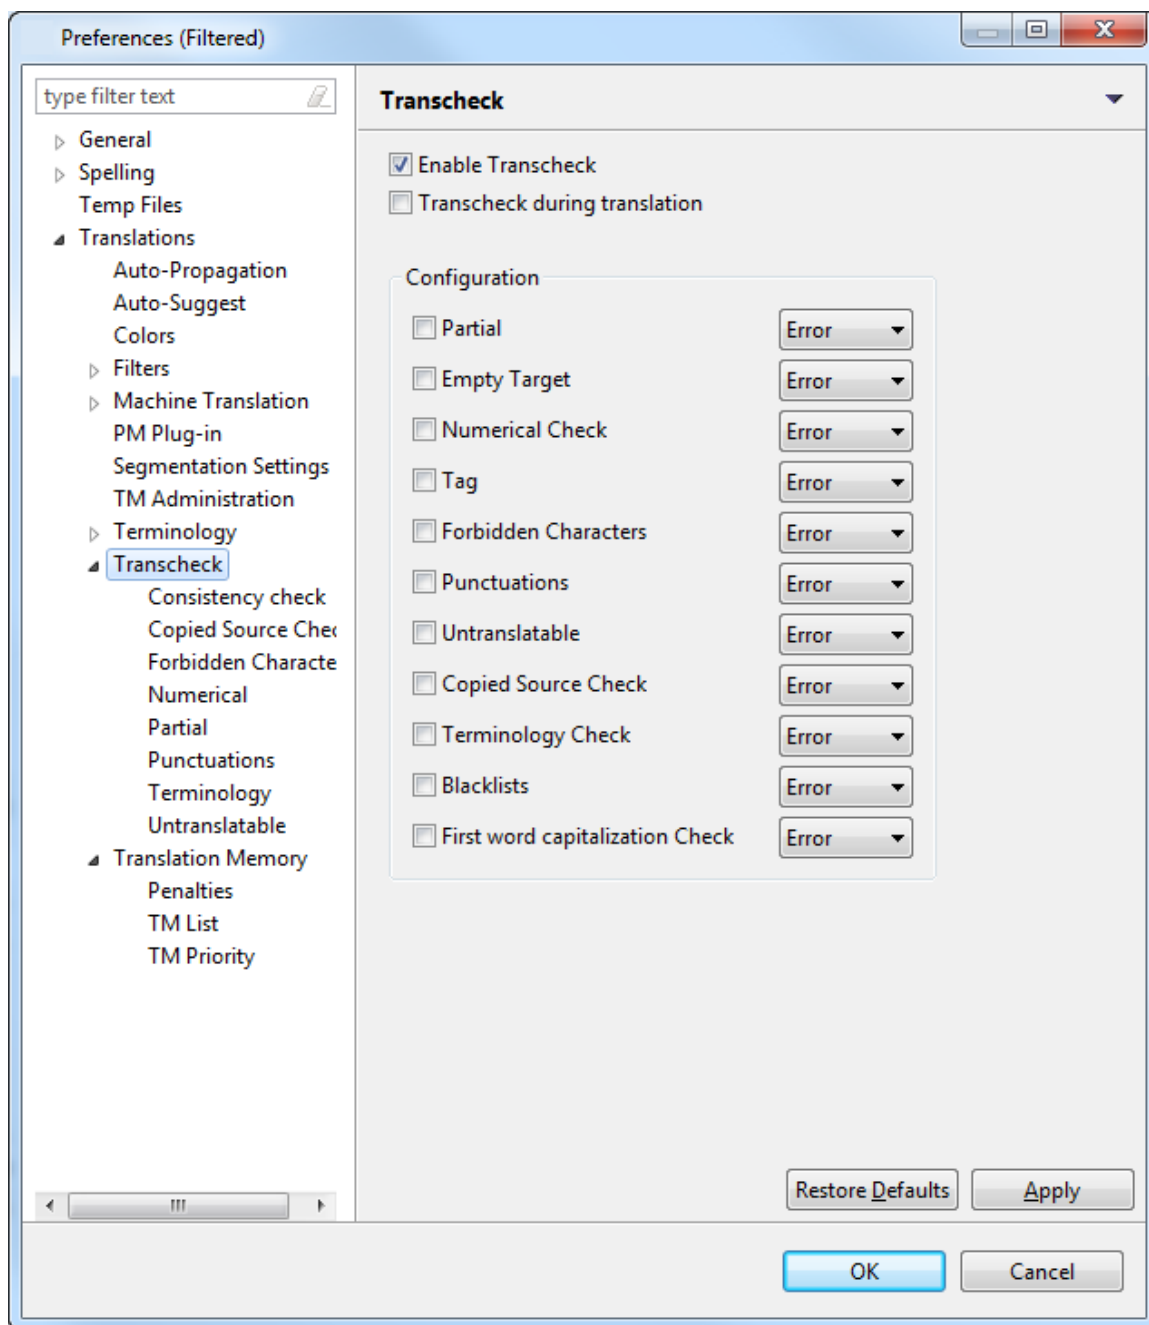 Preferences (Filtered)
type filter text
General
Spelling
Temp Files
Translations
Auto-Propagation
Auto-Suggest
Colors
Filters
Machine Translation
PM Plug-in
Segmentation Settings
TM Administration
Terminology
Transcheck
Consistency check
Copied Source Chec
Forbidden Characte
Numerical
Partial
Punctuations
Terminology
Untranslatable
Translation Memory
Penalties
TM List
TM Priority
Transcheck
Enable Transcheck
Transcheck during translation
Configuration
Partial Error
Empty Target Error
Numerical Check Error
Tag Error
Forbidden Characters Error
Punctuations Error
Untranslatable Error
Copied Source Check Error
Terminology Check Error
Blacklists Error
First word capitalization Check Error
Restore Defaults Apply
OK Cancel